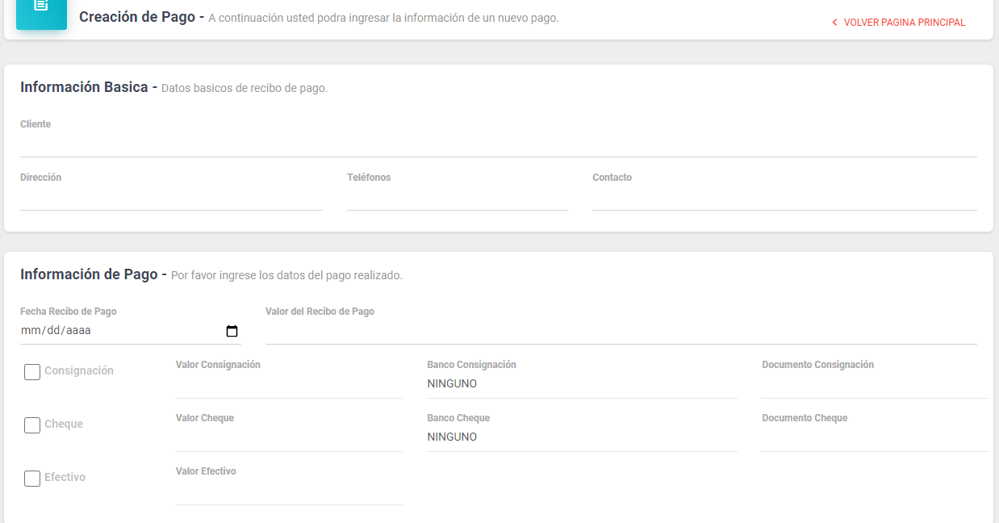 Creación de Pago - A continuación usted podra ingresar la información de un nuevo pago.
VOLVER PAGINA PRINCIPAL
Información Basica - Datos basicos de recibo de pago.
Cliente
Dirección Teléfonos Contacto
Información de Pago - Por favor ingrese los datos del pago realizado.
Fecha Recibo de Pago Valor del Recibo de Pago
mm/dd/aaaa
Consignación Valor Consignación Banco Consignación Documento Consignación
NINGUNO
Cheque Valor Cheque Banco Cheque Documento Cheque
NINGUNO
Efectivo Valor Efectivo